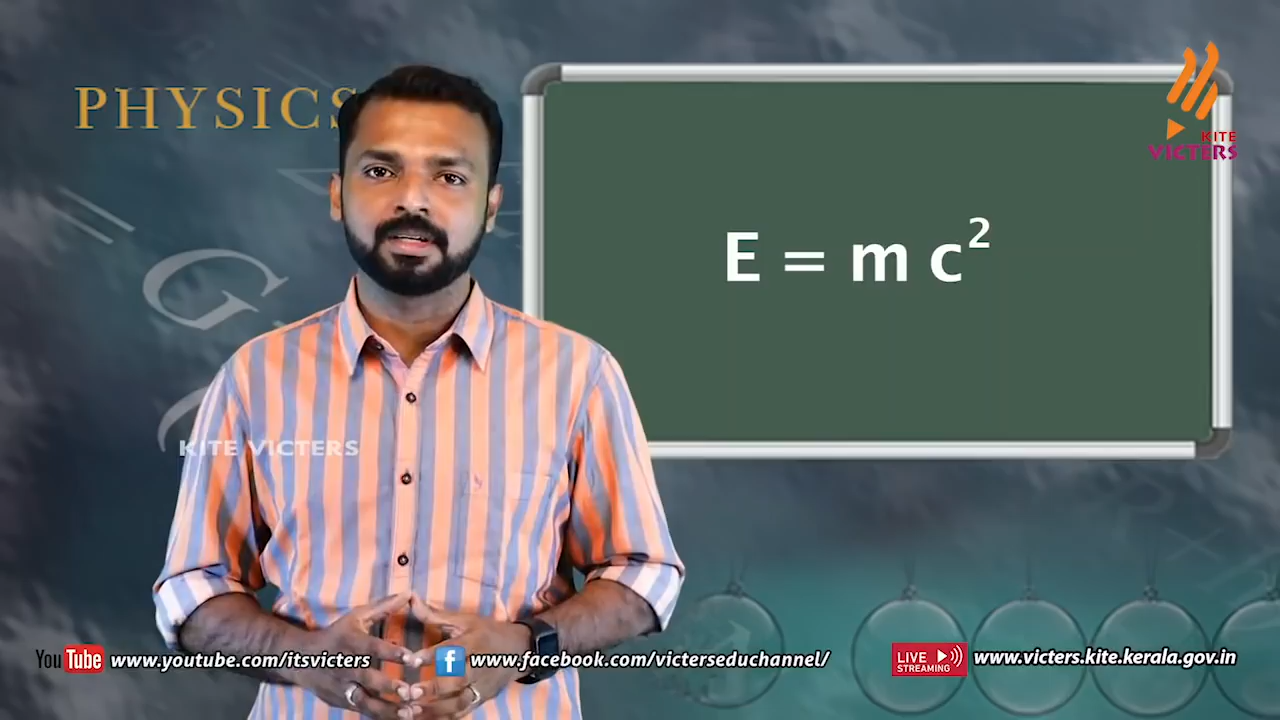 PHYSICS
KITE
VICTERS
E = m c²
G
KITE VICTERS
YouTube www.youtube.com/itsvicters
f www.facebook.com/victerseduchannel/
LIVE
STREAMING
www.victers.kite.kerala.gov.in